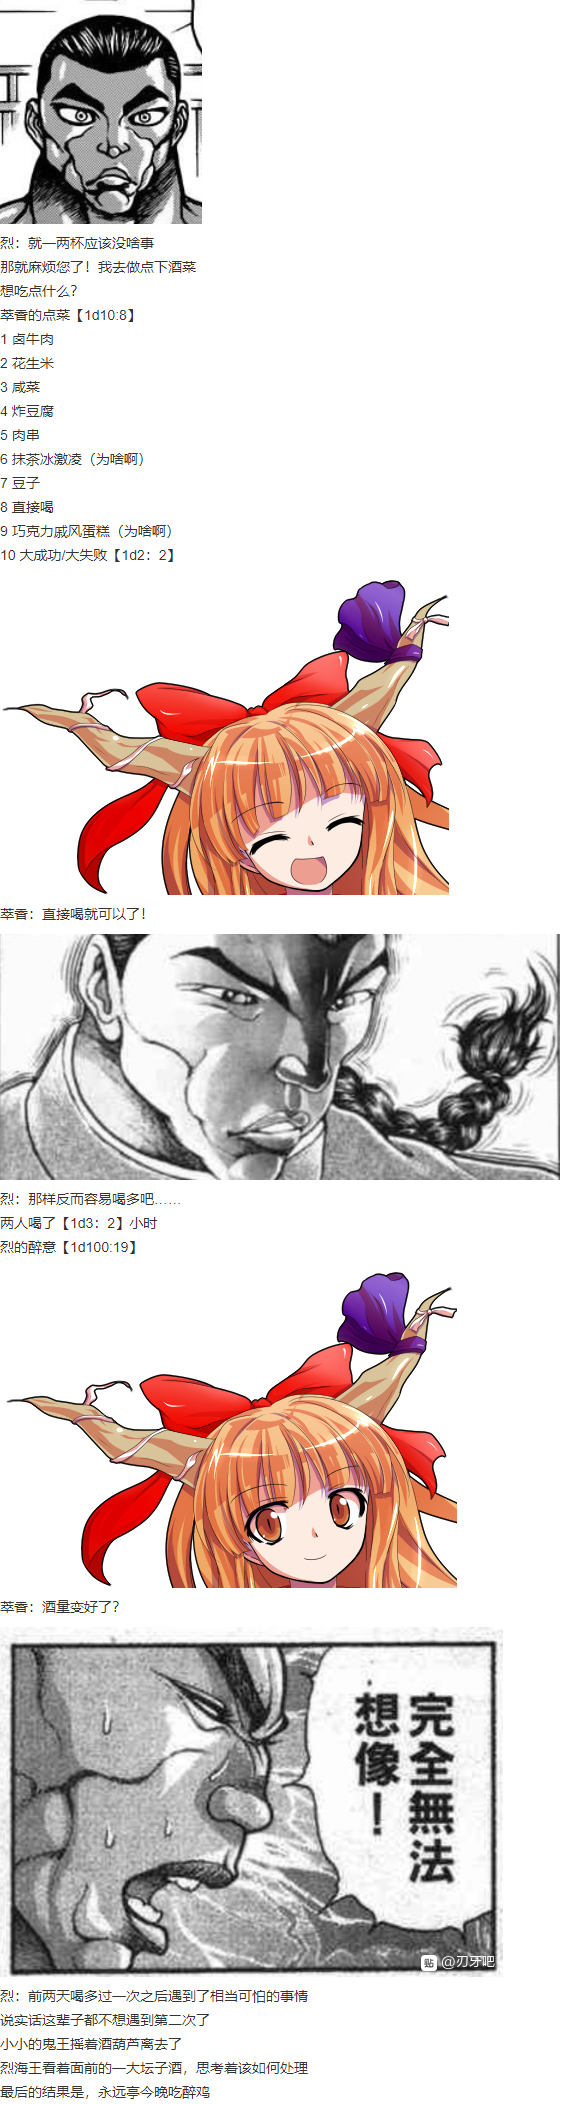 烈：就一两杯应该没啥事
那就麻烦您了！我去做点下酒菜
想吃点什么？
萃香的点菜【1d10:8】
1 卤牛肉
2 花生米
3 咸菜
4 炸豆腐
5 肉串
6 抹茶冰激凌（为啥啊）
7 豆子
8 直接喝
9 巧克力戚风蛋糕（为啥啊）
10 大成功/大失败【1d2：2】
萃香：直接喝就可以了！
烈：那样反而容易喝多吧……
两人喝了【1d3：2】小时
烈的醉意【1d100:19】
萃香：酒量变好了？
完全無法
想像！
贴 @刃牙吧
烈：前两天喝多过一次之后遇到了相当可怕的事情
说实话这辈子都不想遇到第二次了
小小的鬼王摇着酒葫芦离去了
烈海王看着面前的一大坛子酒，思考着该如何处理
最后的结果是，永远亭今晚吃醉鸡